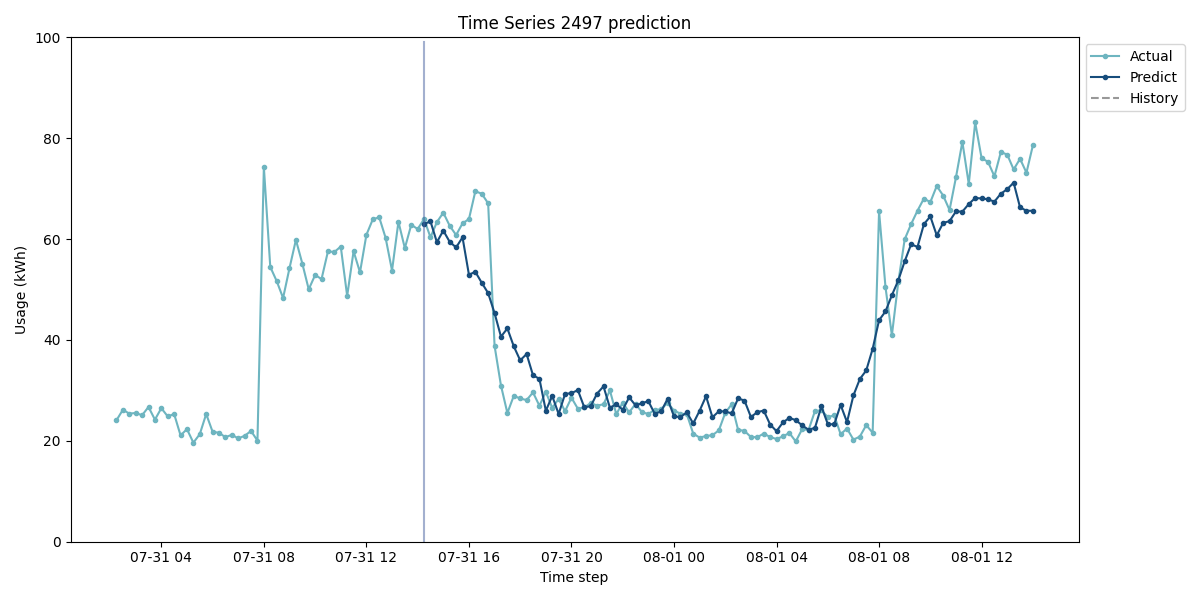 Time Series 2497 prediction
Actual
Predict
History
Usage (kWh)
100
80
60
40
20
0
07-31 04
07-31 08
07-31 12
07-31 16
07-31 20
08-01 00
08-01 04
08-01 08
08-01 12
Time step